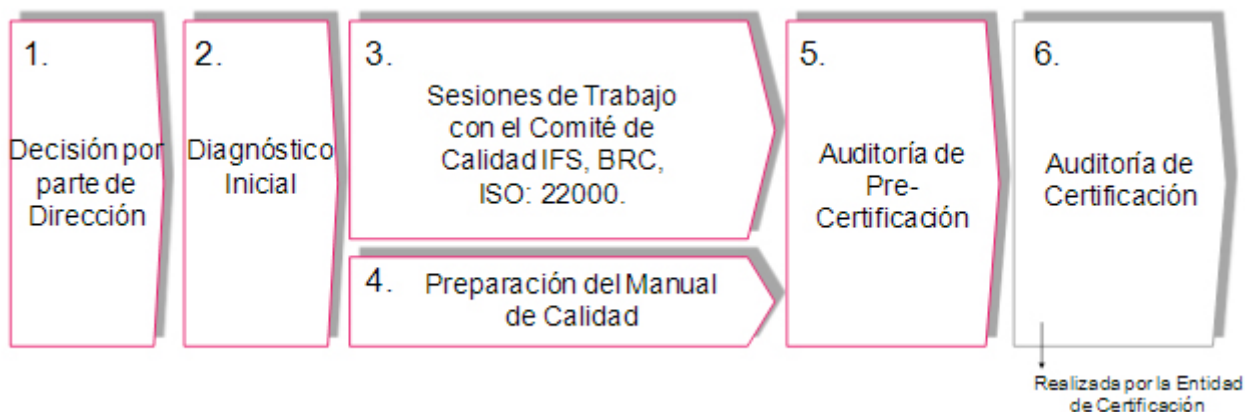 1.
Decisión por
parte de
Dirección
2.
Diagnóstico
Inicial
3.
Sesiones de Trabajo
con el Comité de
Calidad IFS, BRC,
ISO: 22000.
4. Preparación del Manual
de Calidad
5.
Auditoría de
Pre-
Certificación
6.
Auditoría de
Certificación
Realizada por la Entidad
de Certificación